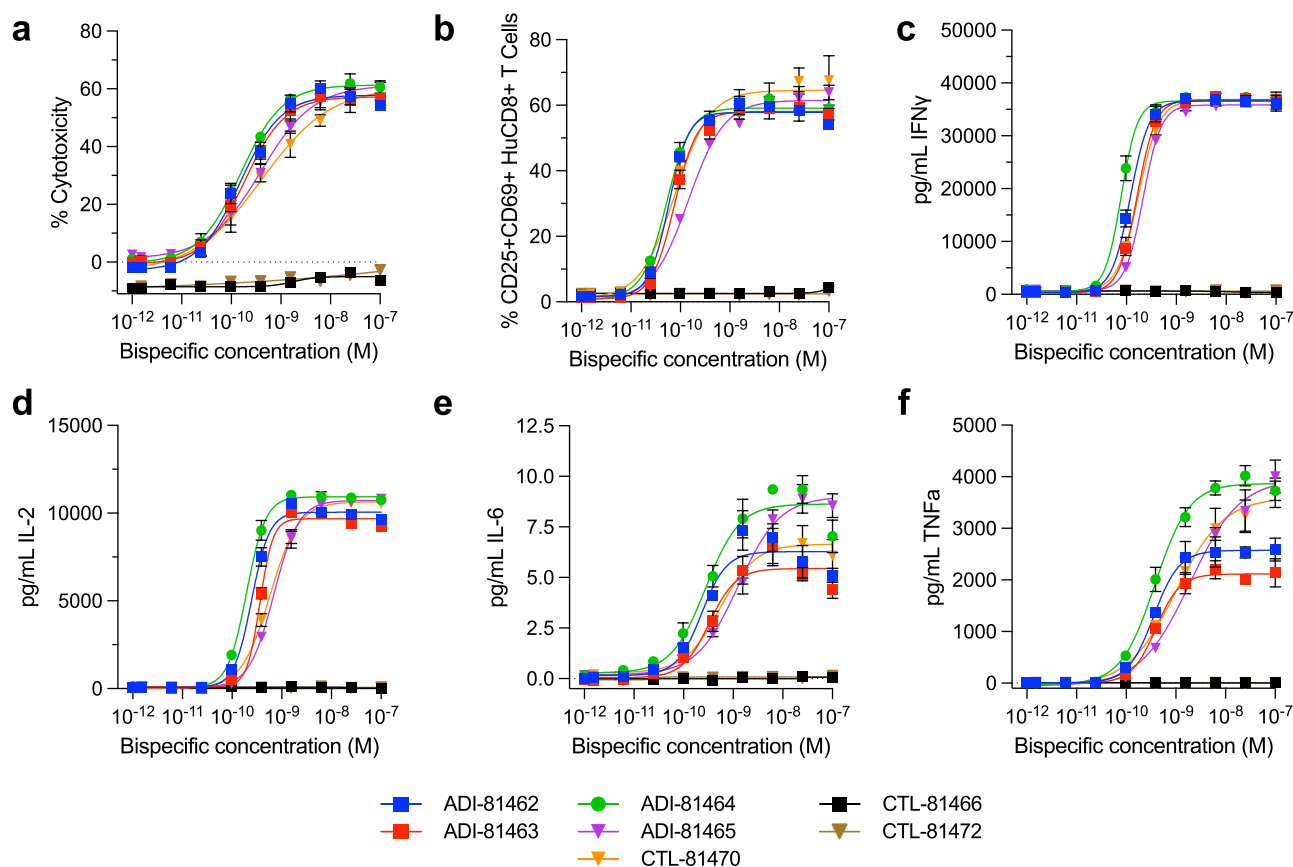 a
% Cytotoxicity
80
60
40
20
0
10-12 10-11 10-10 10-9 10-8 10-7
Bispecific concentration (M)
b
% CD25+CD69+ HuCD8+ T Cells
80
60
40
20
0
10-12 10-11 10-10 10-9 10-8 10-7
Bispecific concentration (M)
c
pg/mL IFNγ
50000
40000
30000
20000
10000
0
10-12 10-11 10-10 10-9 10-8 10-7
Bispecific concentration (M)
d
pg/mL IL-2
15000
10000
5000
0
10-12 10-11 10-10 10-9 10-8 10-7
Bispecific concentration (M)
e
pg/mL IL-6
12.5
10.0
7.5
5.0
2.5
0.0
10-12 10-11 10-10 10-9 10-8 10-7
Bispecific concentration (M)
f
pg/mL TNFa
5000
4000
3000
2000
1000
0
10-12 10-11 10-10 10-9 10-8 10-7
Bispecific concentration (M)
ADI-81462 ADI-81464 CTL-81466
ADI-81463 ADI-81465 CTL-81472
CTL-81470